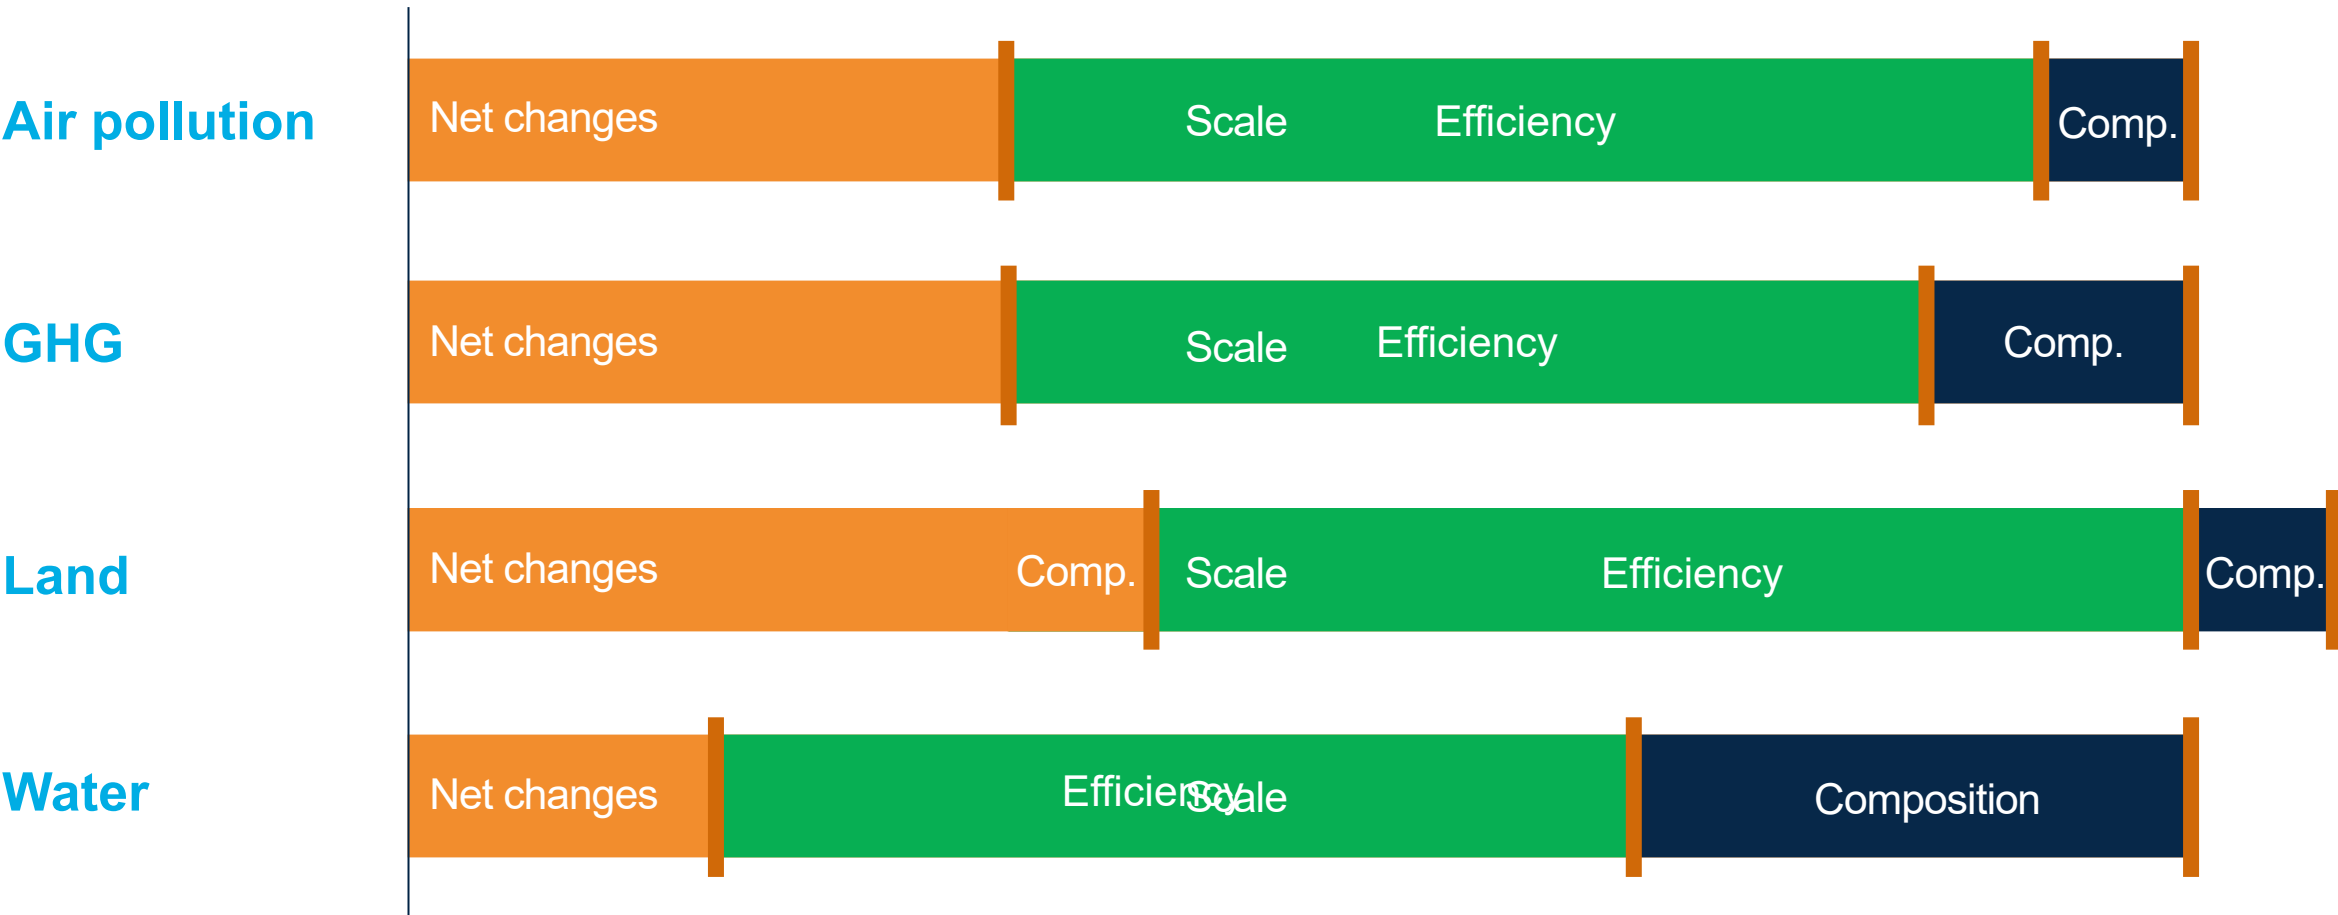 Air pollution Net changes Scale Efficiency Comp.
GHG Net changes Scale Efficiency Comp.
Land Net changes Comp. Scale Efficiency Comp.
Water Net changes Efficiency Scale Composition